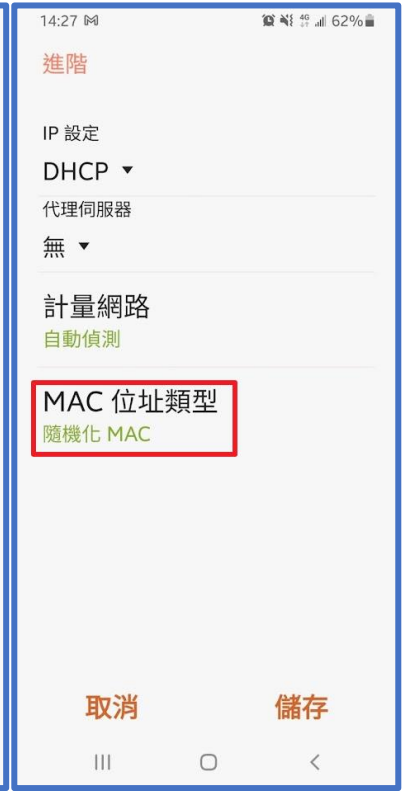 14:27 4G 62%
進階
IP 設定
DHCP
代理伺服器
無
計量網路
自動偵測
MAC 位址類型
隨機化 MAC
取消 儲存